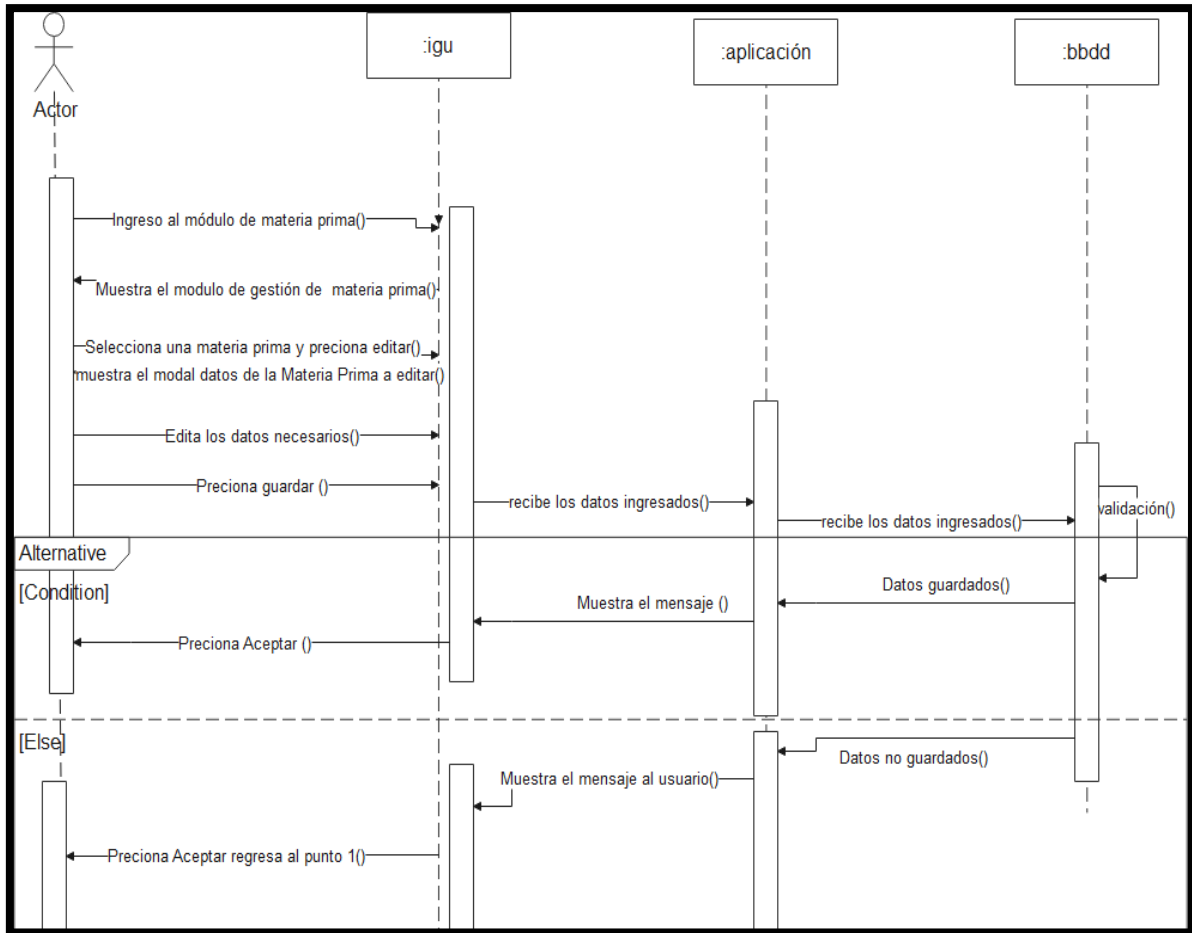 :igu
:aplicación
:bbdd
Actor
Ingreso al módulo de materia prima()
Muestra el modulo de gestión de materia prima()
Selecciona una materia prima y preciona editar()
muestra el modal datos de la Materia Prima a editar()
Edita los datos necesarios()
Preciona guardar ()
recibe los datos ingresados()
validación()
recibe los datos ingresados()
Alternative
[Condition]
Datos guardados()
Muestra el mensaje ()
Preciona Aceptar ()
[Else]
Datos no guardados()
Muestra el mensaje al usuario()
Preciona Aceptar regresa al punto 1()